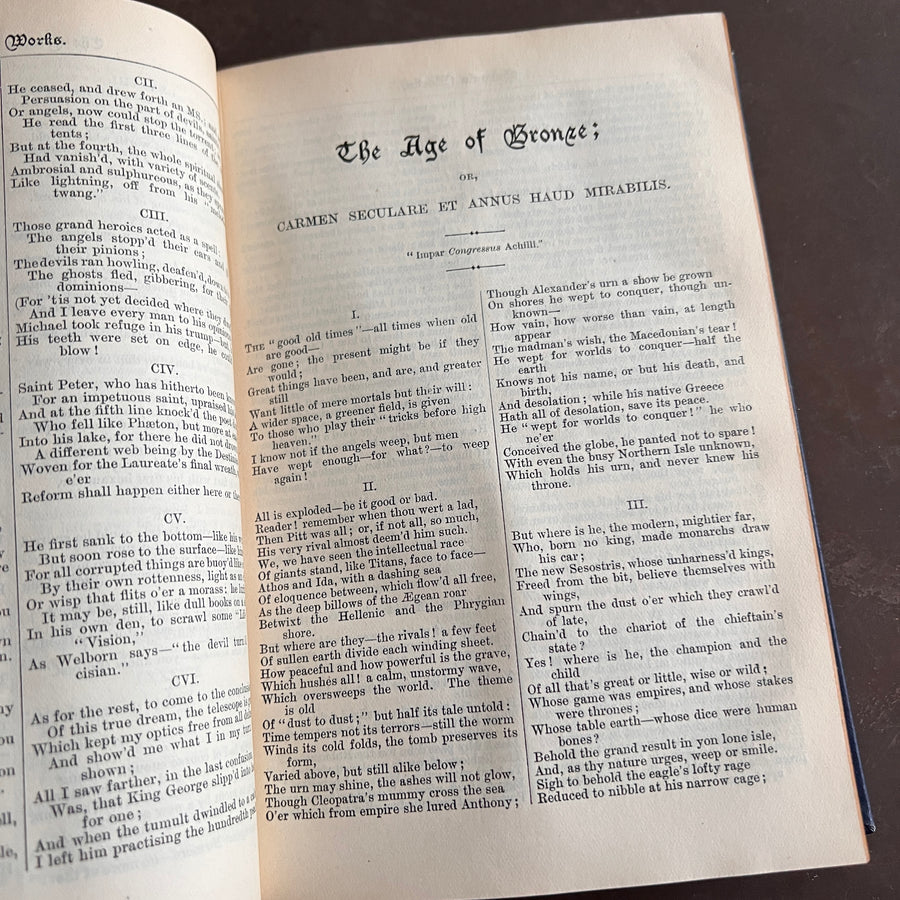 Works.
CII.
He ceased, and drew forth an MS.,
Persuasion on the part of devils,
Or angels, now could stop the torrent
He read the first three lines of the
tents;
But at the fourth, the whole spiritual
Had vanish'd, with variety of
Ambrosial and sulphureous, as they
Like lightning, off from his
twang."
CIII.
Those grand heroics acted as a spell:
The angels stopp'd their ears and
their pinions;
The devils ran howling, deafen'd, down
The ghosts fled, gibbering, for their
dominions—
(For 'tis not yet decided where they
And I leave every man to his opinions
Michael took refuge in his trump—but,
His teeth were set on edge, he could
blow!
CIV.
Saint Peter, who has hitherto been
For an impetuous saint, upraised his
And at the fifth line knock'd the poet
Who fell like Phæton, but more at
Into his lake, for there he did not
A different web being by the
Woven for the Laureate's final wreath,
e'er
Reform shall happen either here or
CV.
He first sank to the bottom—like his
But soon rose to the surface—like
For all corrupted things are buoy'd like
By their own rottenness, light as
Or wisp that flits o'er a morass: he
It may be, still, like dull books on a
In his own den, to scrawl some
"Vision,"
As Welborn says—"the devil
cisian."
CVI.
As for the rest, to come to the
Of this true dream, the telescope is
Which kept my optics free from all
And show'd me what I in my turn
shown;
All I saw farther, in the last confusion
Was, that King George slipp'd into
for one;
And when the tumult dwindled to a
I left him practising the hundredth
The Age of Bronze;
OR,
CARMEN SECULARE ET ANNUS HAUD MIRABILIS.
"Impar Congressus Achilli."
I.
THE "good old times"—all times when old
are good—
Are gone; the present might be if they
would;
Great things have been, and are, and greater
still
Want little of mere mortals but their will:
A wider space, a greener field, is given
To those who play their "tricks before high
heaven."
I know not if the angels weep, but men
Have wept enough—for what?—to weep
again!
II.
All is exploded—be it good or bad.
Reader! remember when thou wert a lad,
Then Pitt was all; or, if not all, so much,
His very rival almost deem'd him such.
We, we have seen the intellectual race
Of giants stand, like Titans, face to face—
Athos and Ida, with a dashing sea
Of eloquence between, which flow'd all free,
As the deep billows of the Ægean roar
Betwixt the Hellenic and the Phrygian
shore.
But where are they—the rivals! a few feet
Of sullen earth divide each winding sheet.
How peaceful and how powerful is the grave,
Which hushes all! a calm, unstormy wave,
Which oversweeps the world. The theme
is old
Of "dust to dust;" but half its tale untold:
Time tempers not its terrors—still the worm
Winds its cold folds, the tomb preserves its
form,
Varied above, but still alike below;
The urn may shine, the ashes will not glow,
Though Cleopatra's mummy cross the sea
O'er which from empire she lured Anthony;
Though Alexander's urn a show be grown
On shores he wept to conquer, though un-
known—
How vain, how worse than vain, at length
appear
The madman's wish, the Macedonian's tear!
He wept for worlds to conquer—half the
earth
Knows not his name, or but his death, and
birth,
And desolation; while his native Greece
Hath all of desolation, save its peace.
He "wept for worlds to conquer!" he who
ne'er
Conceived the globe, he panted not to spare!
With even the busy Northern Isle unknown,
Which holds his urn, and never knew his
throne.
III.
But where is he, the modern, mightier far,
Who, born no king, made monarchs draw
his car;
The new Sesostris, whose unharness'd kings,
Freed from the bit, believe themselves with
wings,
And spurn the dust o'er which they crawl'd
of late,
Chain'd to the chariot of the chieftain's
state?
Yes! where is he, the champion and the
child
Of all that's great or little, wise or wild;
Whose game was empires, and whose stakes
were thrones;
Whose table earth—whose dice were human
bones?
Behold the grand result in yon lone isle,
And, as thy nature urges, weep or smile.
Sigh to behold the eagle's lofty rage
Reduced to nibble at his narrow cage;